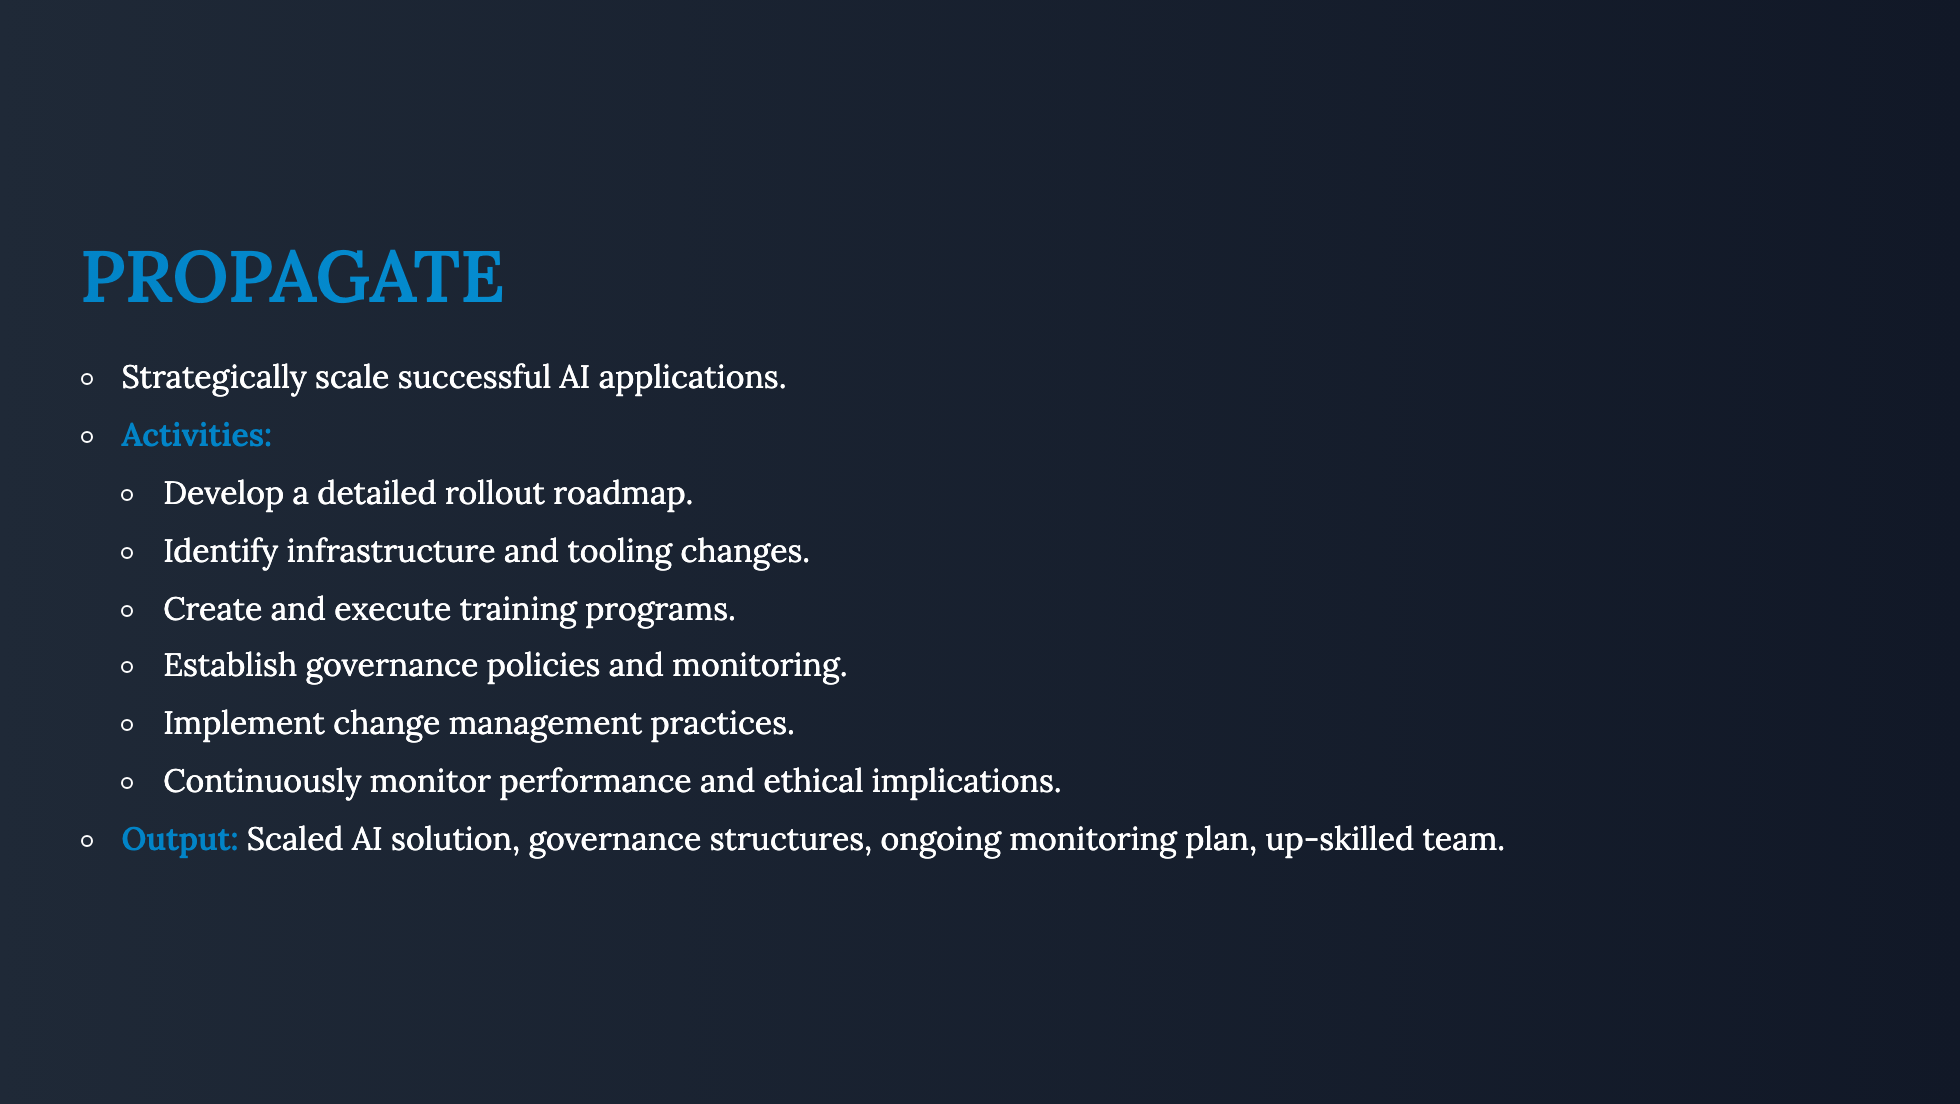 PROPAGATE
Strategically scale successful AI applications.
Activities:
Develop a detailed rollout roadmap.
Identify infrastructure and tooling changes.
Create and execute training programs.
Establish governance policies and monitoring.
Implement change management practices.
Continuously monitor performance and ethical implications.
Output: Scaled AI solution, governance structures, ongoing monitoring plan, up-skilled team.